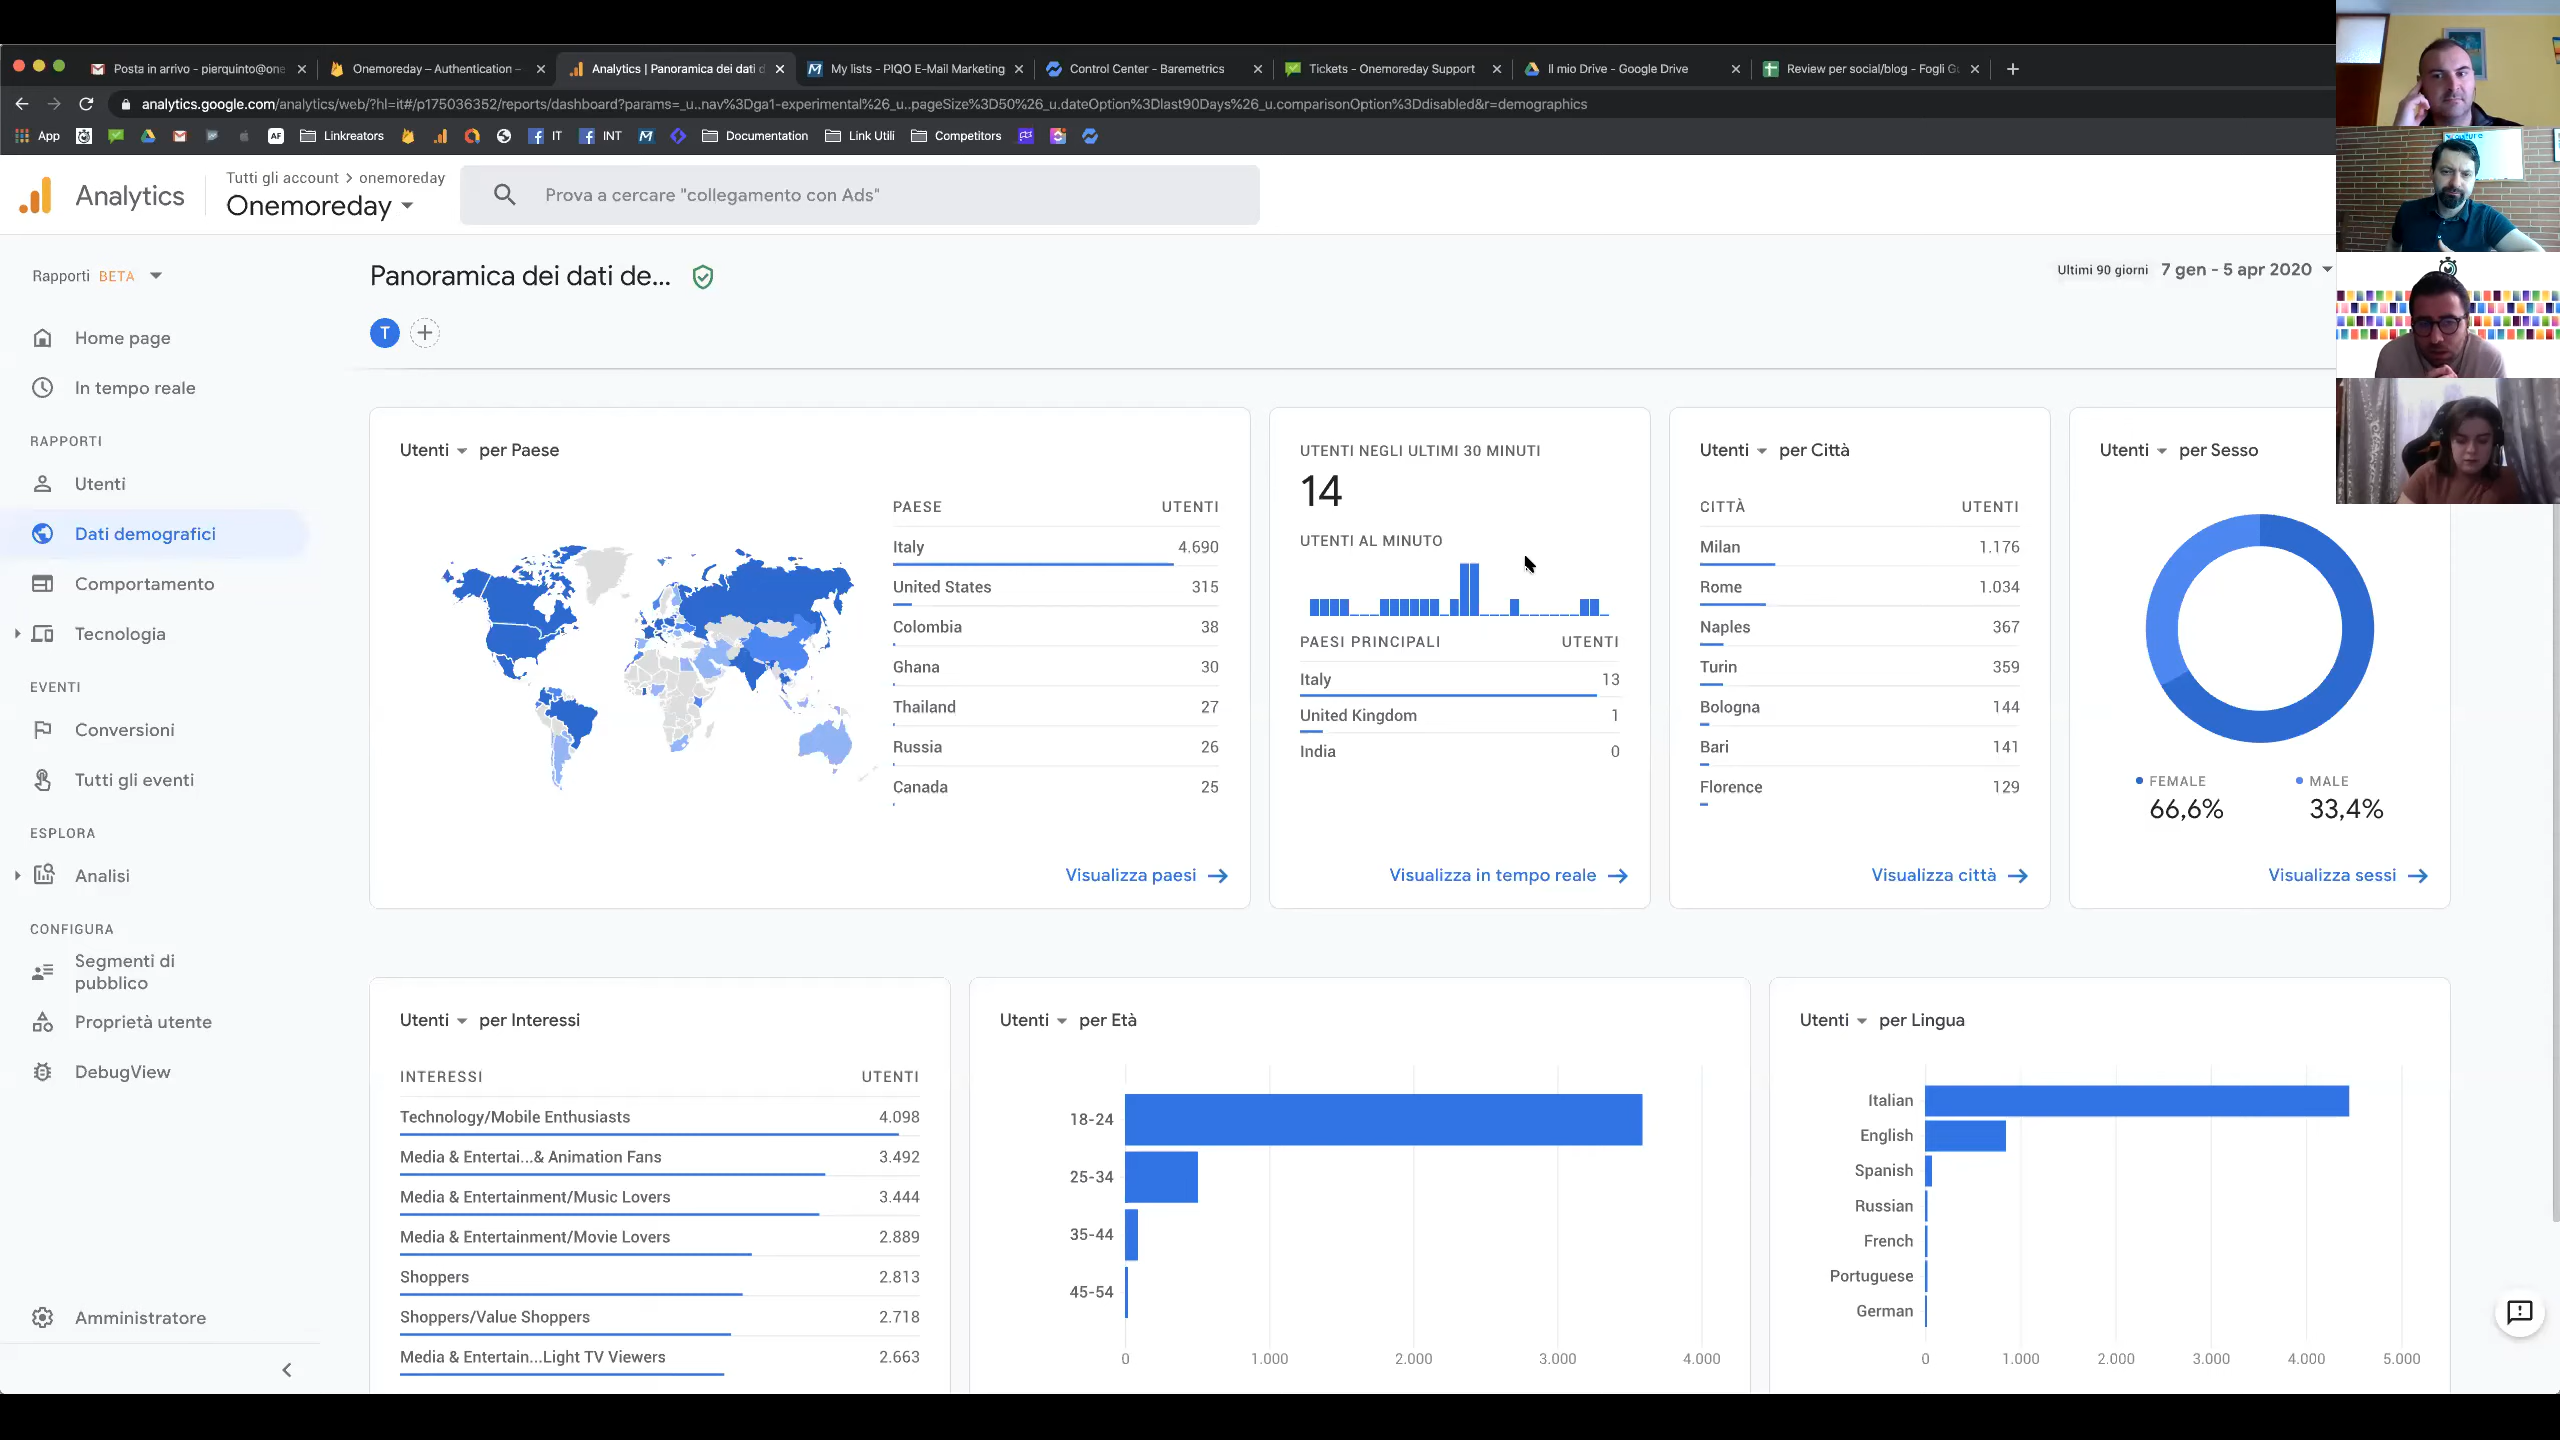 Posta in arrivo - pierquinto@one
Onemoreday – Authentication –
Analytics | Panoramica dei dati d
My lists - PIQO E-Mail Marketing
Control Center - Baremetrics
Tickets - Onemoreday Support
Il mio Drive - Google Drive
Review per social/blog - Fogli G
analytics.google.com/analytics/web/?hl=it#/p175036352/reports/dashboard?params=_u..nav%3Dga1-experimental%26_u..pageSize%3D50%26_u.dateOption%3Dlast90Days%26_u.comparisonOption%3Ddisabled&r=demographics
App
Linkreators
IT
INT
Documentation
Link Utili
Competitors
Analytics
Tutti gli account > onemoreday
Onemoreday
Prova a cercare "collegamento con Ads"
Rapporti BETA
Home page
In tempo reale
RAPPORTI
Utenti
Dati demografici
Comportamento
Tecnologia
EVENTI
Conversioni
Tutti gli eventi
ESPLORA
Analisi
CONFIGURA
Segmenti di
pubblico
Proprietà utente
DebugView
Amministratore
Panoramica dei dati de...
Ultimi 90 giorni 7 gen - 5 apr 2020
T
Utenti per Paese
PAESE UTENTI
Italy 4.690
United States 315
Colombia 38
Ghana 30
Thailand 27
Russia 26
Canada 25
Visualizza paesi
UTENTI NEGLI ULTIMI 30 MINUTI
14
UTENTI AL MINUTO
PAESI PRINCIPALI UTENTI
Italy 13
United Kingdom 1
India 0
Visualizza in tempo reale
Utenti per Città
CITTÀ UTENTI
Milan 1.176
Rome 1.034
Naples 367
Turin 359
Bologna 144
Bari 141
Florence 129
Visualizza città
Utenti per Sesso
FEMALE MALE
66,6% 33,4%
Visualizza sessi
Utenti per Interessi
INTERESSI UTENTI
Technology/Mobile Enthusiasts 4.098
Media & Entertai...& Animation Fans 3.492
Media & Entertainment/Music Lovers 3.444
Media & Entertainment/Movie Lovers 2.889
Shoppers 2.813
Shoppers/Value Shoppers 2.718
Media & Entertain...Light TV Viewers 2.663
Utenti per Età
18-24
25-34
35-44
45-54
0 1.000 2.000 3.000 4.000
Utenti per Lingua
Italian
English
Spanish
Russian
French
Portuguese
German
0 1.000 2.000 3.000 4.000 5.000